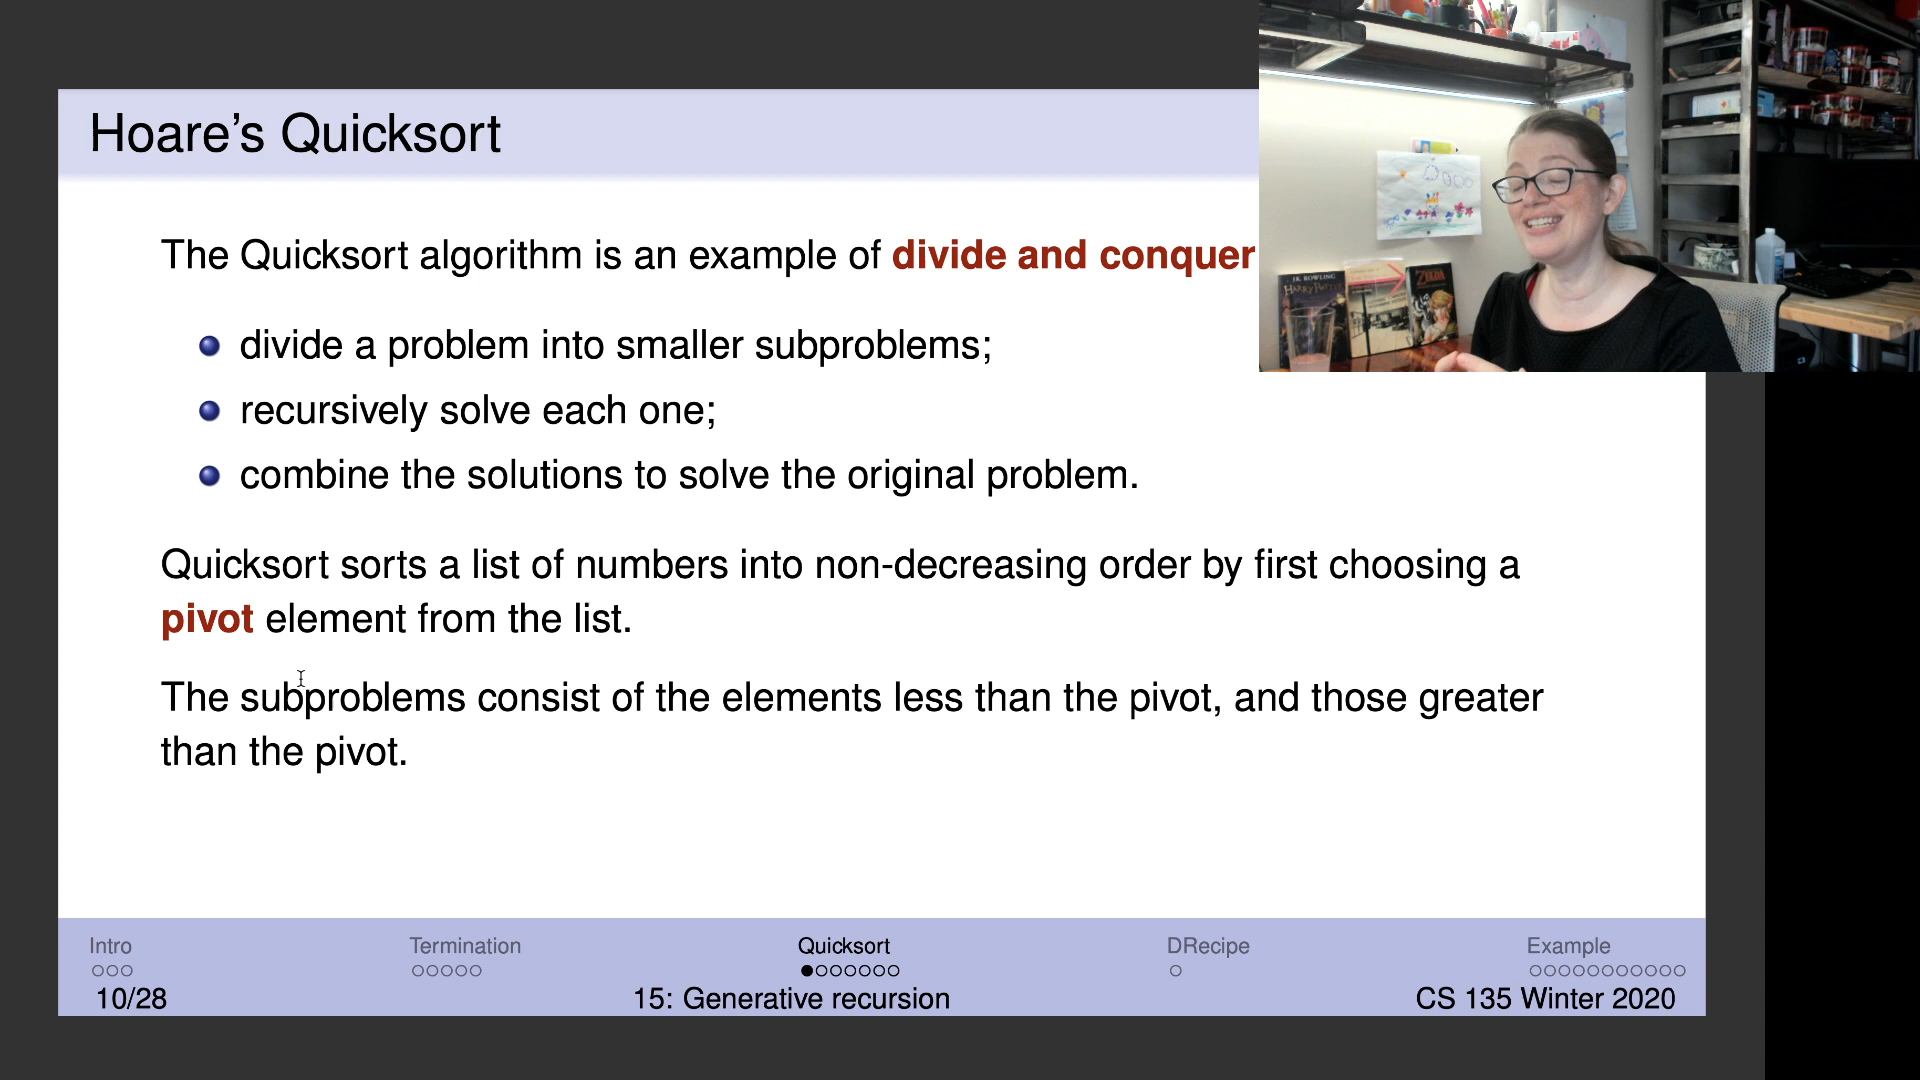 Hoare's Quicksort
The Quicksort algorithm is an example of divide and conquer
divide a problem into smaller subproblems;
recursively solve each one;
combine the solutions to solve the original problem.
Quicksort sorts a list of numbers into non-decreasing order by first choosing a
pivot element from the list.
The subproblems consist of the elements less than the pivot, and those greater
than the pivot.
Intro
Termination
Quicksort
DRecipe
Example
10/28
15: Generative recursion
CS 135 Winter 2020
J.K. ROWLING
HARRY POTTER
ZELDA